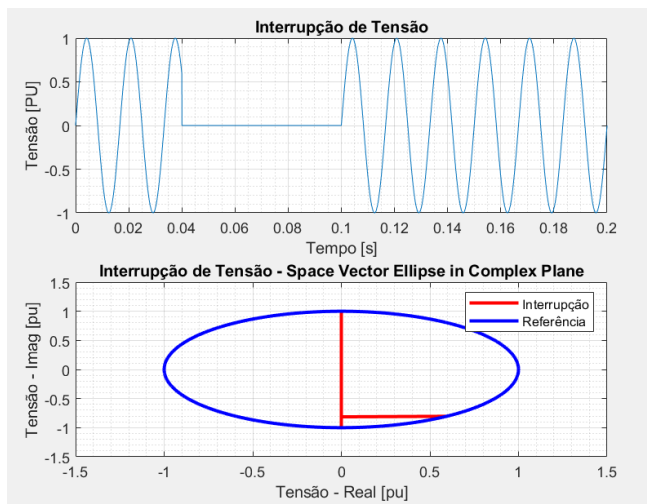 Interrupção de Tensão
Tensão [PU]
1
0.5
0
-0.5
-1
0 0.02 0.04 0.06 0.08 0.1 0.12 0.14 0.16 0.18 0.2
Tempo [s]
Interrupção de Tensão - Space Vector Ellipse in Complex Plane
Tensão - Imag [pu]
1.5
1
0.5
0
-0.5
-1
-1.5
Interrupção
Referência
-1.5 -1 -0.5 0 0.5 1 1.5
Tensão - Real [pu]